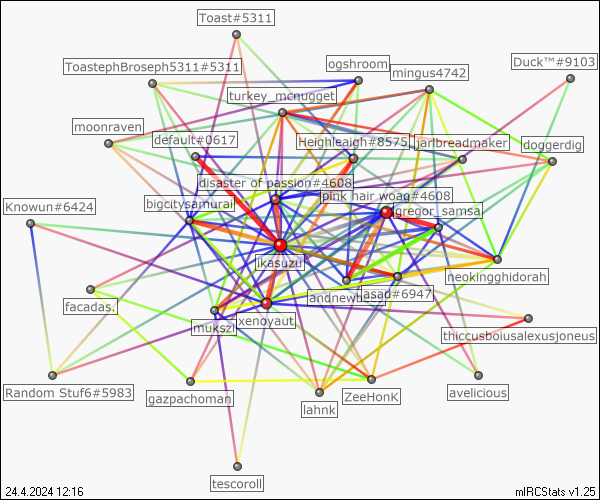 Toast#5311
ToastephBroseph5311#5311
ogshroom
mingus4742
Duck™#9103
turkey_mcnugget
moonraven
default#0617
Heighleaigh#8575
jarlbreadmaker
doggerdig
disaster of passion#4608
pink hair woag#4608
Knowun#6424
bigcitysamurai
gregor_samsa
ikasuzu
neokingghidorah
facadas.
andnewb
asad#6947
mukszi
xenoyaut
thiccusboiusalexusjoneus
Random Stuf6#5983
gazpachoman
lahnk
ZeeHonK
avelicious
tescoroll
24.4.2024 12:16
mIRCStats v1.25